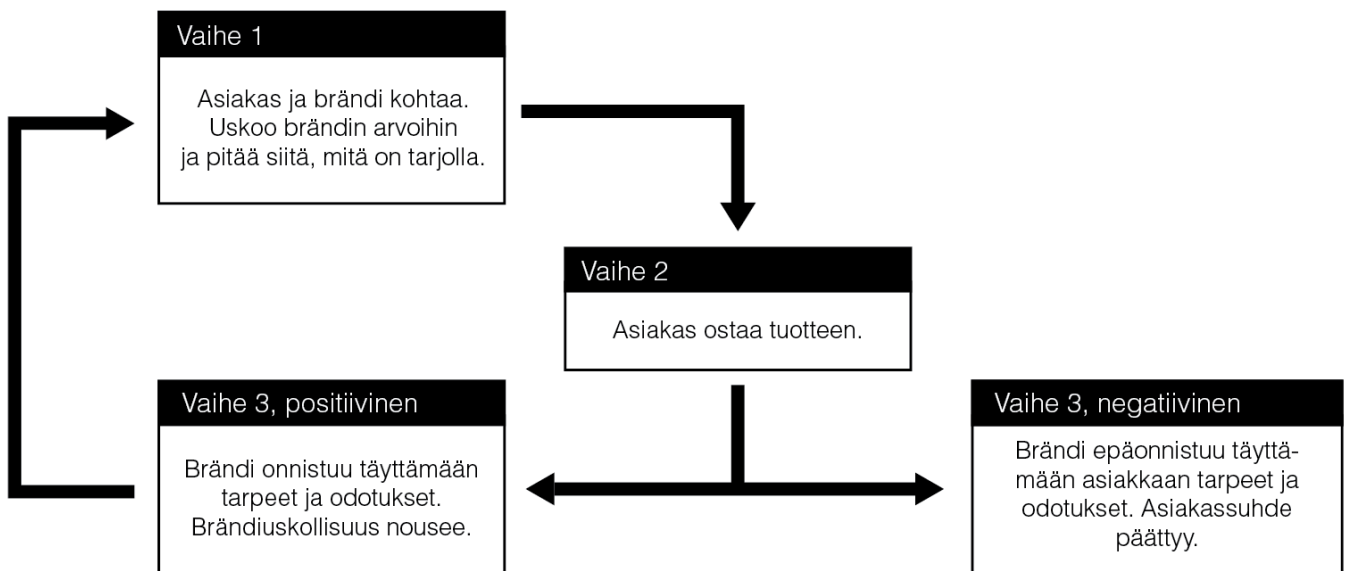 Vaihe 1
Asiakas ja brändi kohtaa.
Uskoo brändin arvoihin
ja pitää siitä, mitä on tarjolla.
Vaihe 2
Asiakas ostaa tuotteen.
Vaihe 3, positiivinen
Brändi onnistuu täyttämään
tarpeet ja odotukset.
Brändiuskollisuus nousee.
Vaihe 3, negatiivinen
Brändi epäonnistuu täyttä-
mään asiakkaan tarpeet ja
odotukset. Asiakassuhde
päättyy.